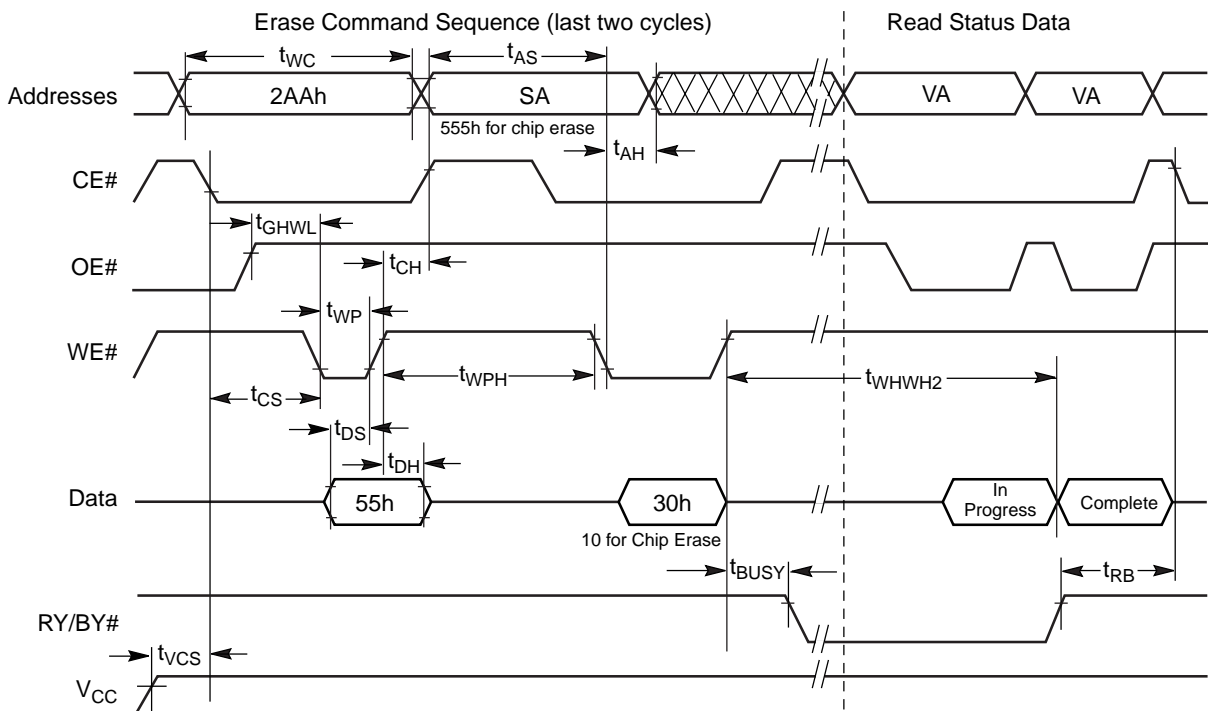 Erase Command Sequence (last two cycles) Read Status Data
tWC tAS
Addresses 2AAh SA VA VA
555h for chip erase
tAH
CE#
tGHWL
OE#
tCH
tWP
WE#
tWPH tWHWH2
tCS
tDS
tDH
Data 55h 30h In Progress Complete
10 for Chip Erase
tBUSY tRB
RY/BY#
tVCS
VCC